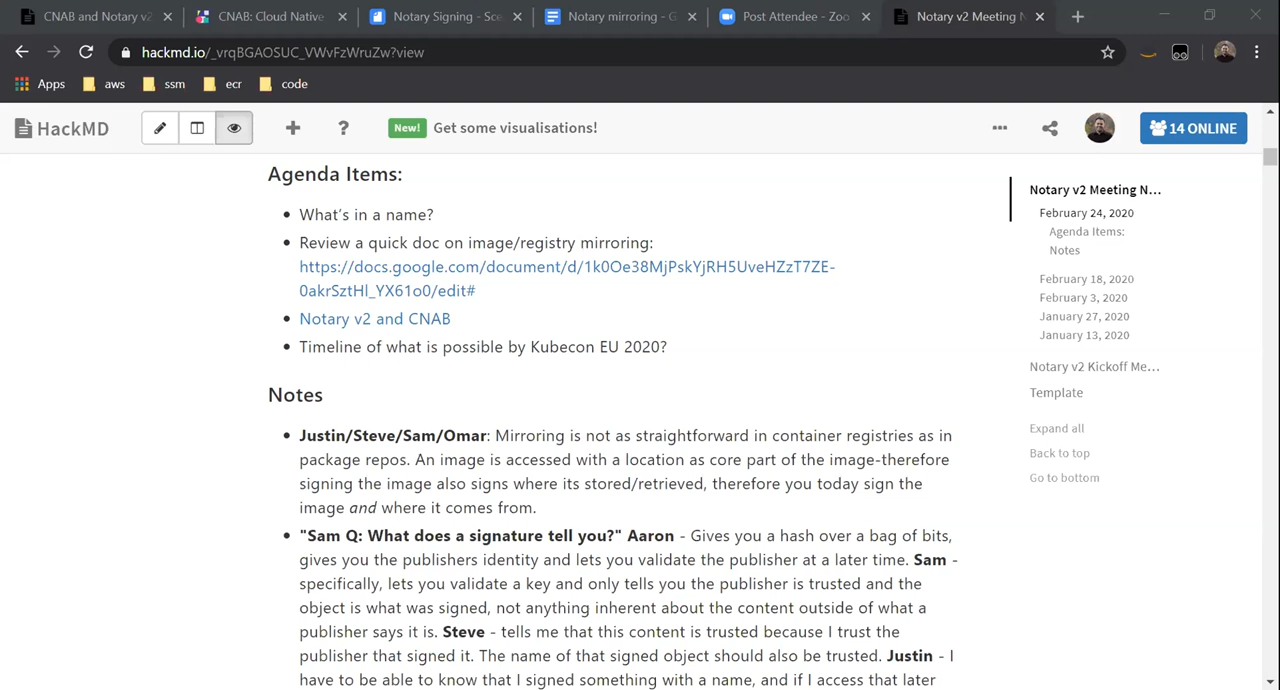 CNAB and Notary v2
CNAB: Cloud Native
Notary Signing - Sce
Notary mirroring - G
Post Attendee - Zoo
Notary v2 Meeting N
hackmd.io/_vrqBGAOSUC_VWvFzWruZw?view
Apps
aws
ssm
ecr
code
HackMD
New! Get some visualisations!
14 ONLINE
Agenda Items:
What's in a name?
Review a quick doc on image/registry mirroring:
https://docs.google.com/document/d/1k0Oe38MjPskYjRH5UveHZzT7ZE-
0akrSztHl_YX61o0/edit#
Notary v2 and CNAB
Timeline of what is possible by Kubecon EU 2020?
Notes
Justin/Steve/Sam/Omar: Mirroring is not as straightforward in container registries as in
package repos. An image is accessed with a location as core part of the image-therefore
signing the image also signs where its stored/retrieved, therefore you today sign the
image and where it comes from.
"Sam Q: What does a signature tell you?" Aaron - Gives you a hash over a bag of bits,
gives you the publishers identity and lets you validate the publisher at a later time. Sam -
specifically, lets you validate a key and only tells you the publisher is trusted and the
object is what was signed, not anything inherent about the content outside of what a
publisher says it is. Steve - tells me that this content is trusted because I trust the
publisher that signed it. The name of that signed object should also be trusted. Justin - I
have to be able to know that I signed something with a name, and if I access that later
Notary v2 Meeting N...
February 24, 2020
Agenda Items:
Notes
February 18, 2020
February 3, 2020
January 27, 2020
January 13, 2020
Notary v2 Kickoff Me...
Template
Expand all
Back to top
Go to bottom